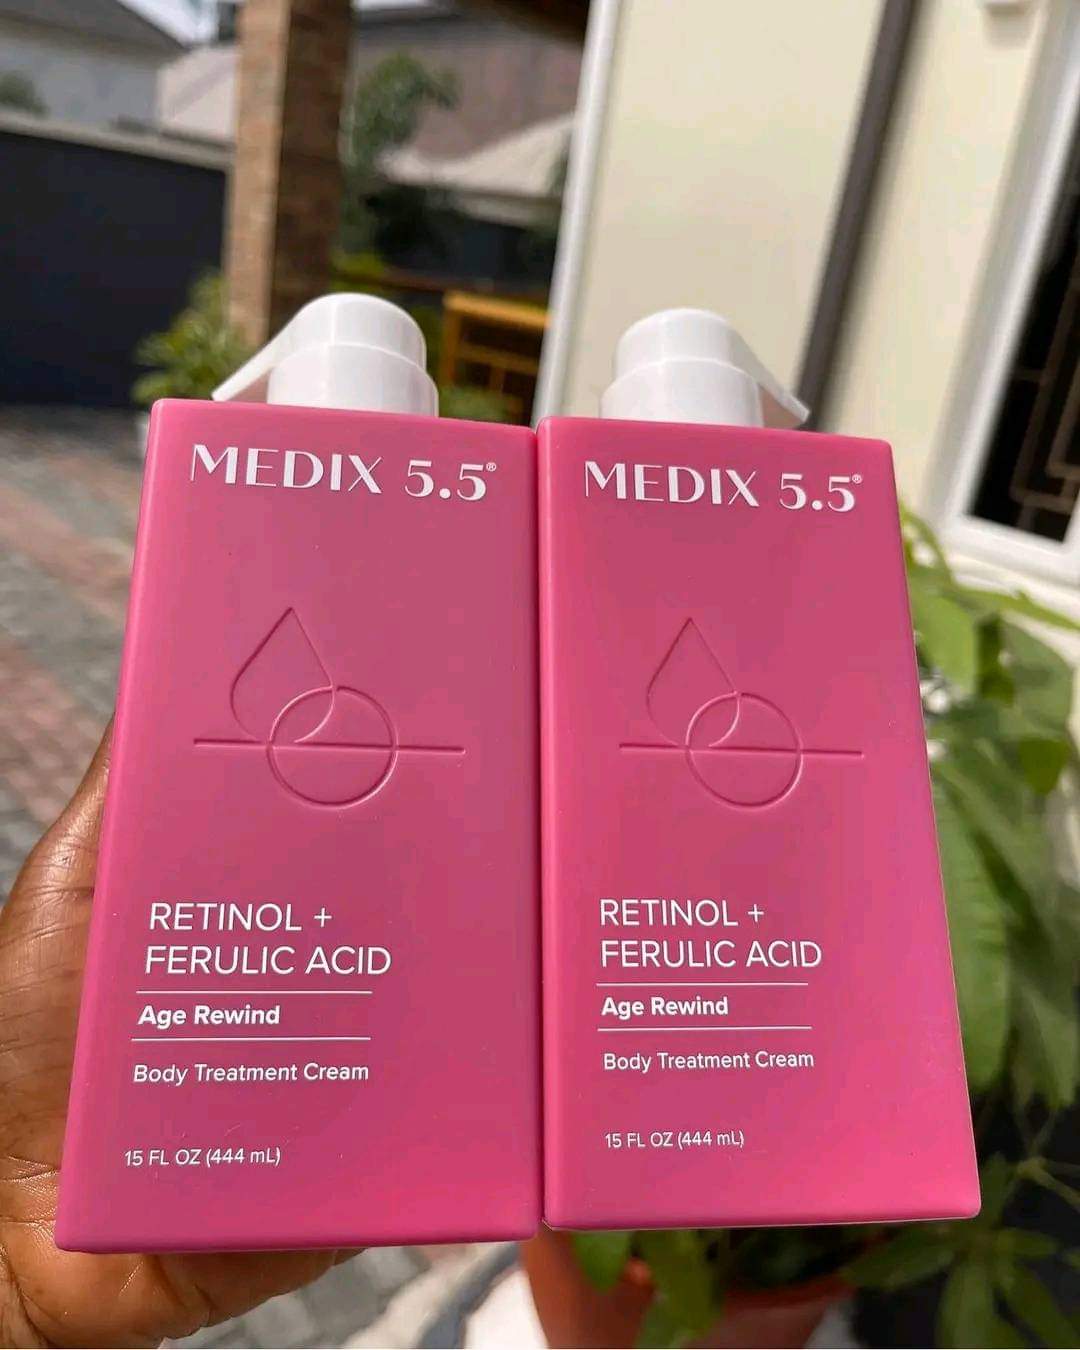 MEDIX 5.5®
RETINOL +
FERULIC ACID
Age Rewind
Body Treatment Cream
15 FL OZ (444 mL)
MEDIX 5.5®
RETINOL +
FERULIC ACID
Age Rewind
Body Treatment Cream
15 FL OZ (444 mL)